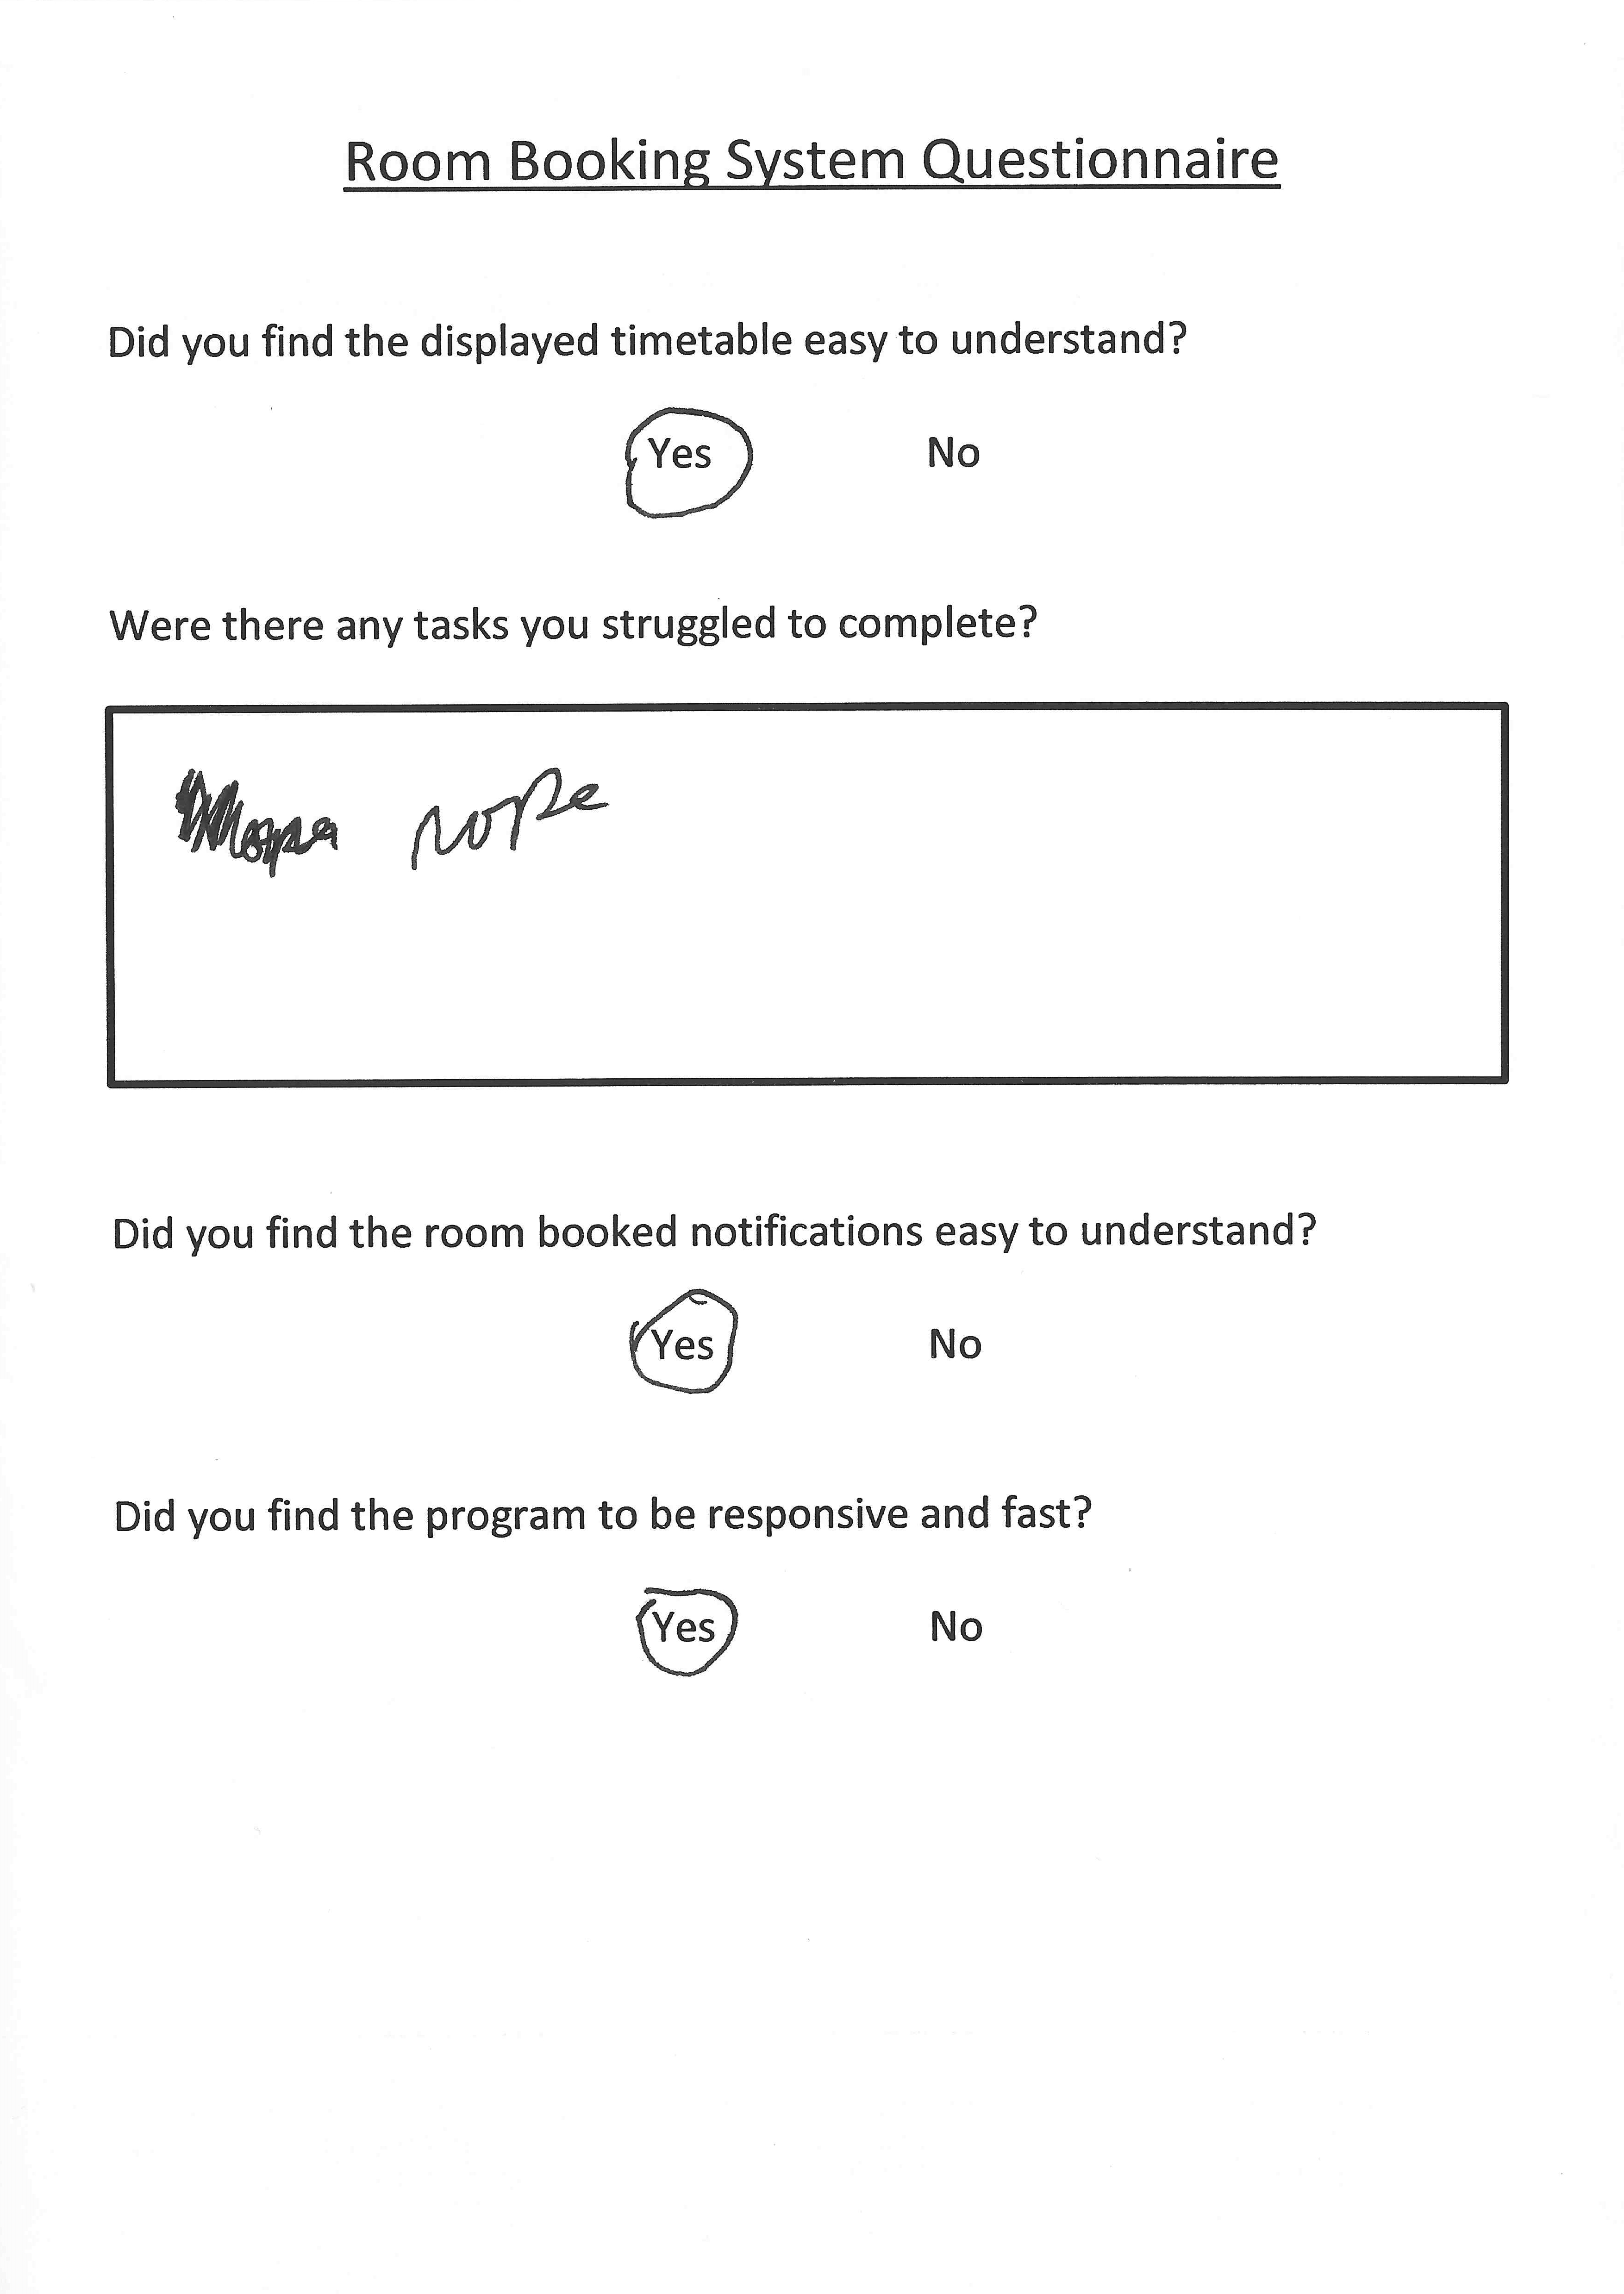 Room Booking System Questionnaire
Did you find the displayed timetable easy to understand?
Yes No
Were there any tasks you struggled to complete?
nope
Did you find the room booked notifications easy to understand?
Yes No
Did you find the program to be responsive and fast?
Yes No